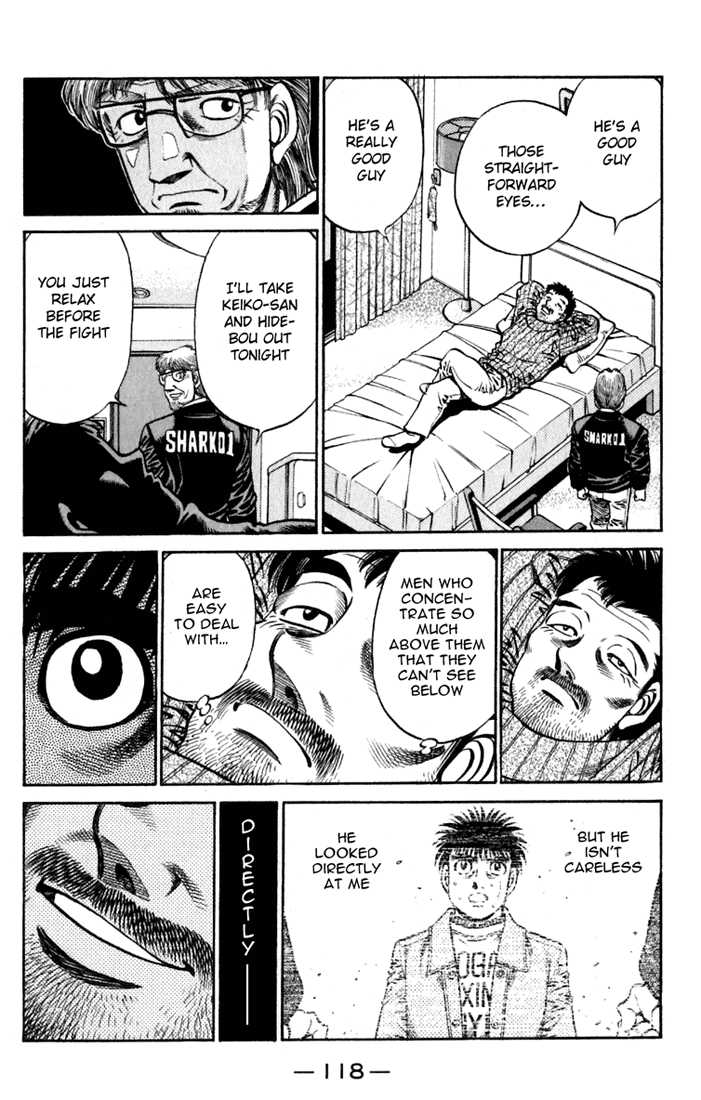 HE'S A
GOOD
GUY
THOSE
STRAIGHT-
FORWARD
EYES...
HE'S A
REALLY
GOOD
GUY
SHARK01
I'LL TAKE
KEIKO-SAN
AND HIDE-
BOU OUT
TONIGHT
YOU JUST
RELAX
BEFORE
THE FIGHT
SHARK01
MEN WHO
CONCEN-
TRATE SO
MUCH
ABOVE THEM
THAT THEY
CAN'T SEE
BELOW
ARE
EASY
TO DEAL
WITH...
BUT HE
ISN'T
CARELESS
HE
LOOKED
DIRECTLY
AT ME
OGA
XIN
DIRECTLY—
—118—